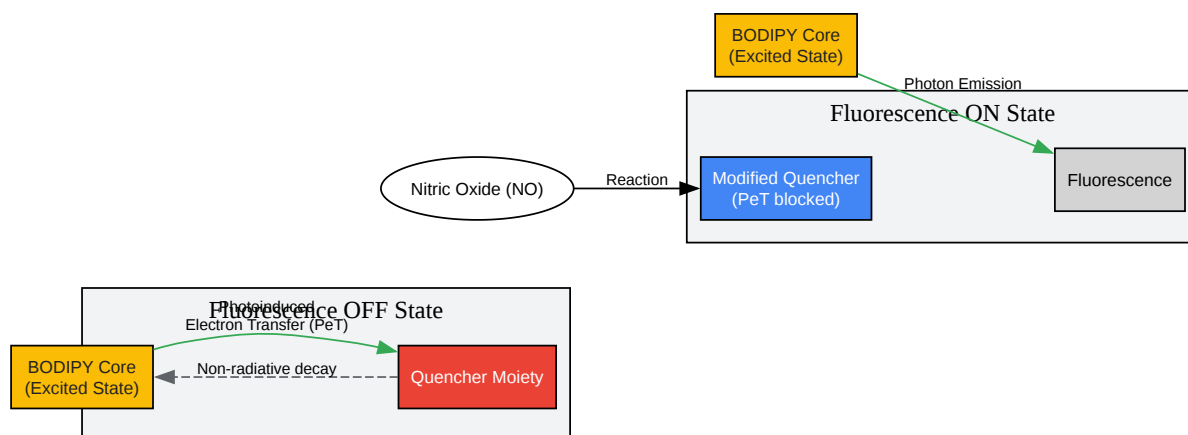 BODIPY Core
(Excited State)
Photon Emission
Fluorescence ON State
Nitric Oxide (NO)
Reaction
Modified Quencher
(PeT blocked)
Fluorescence
Fluorescence OFF State
Photoinduced
Electron Transfer (PeT)
BODIPY Core
(Excited State)
Non-radiative decay
Quencher Moiety